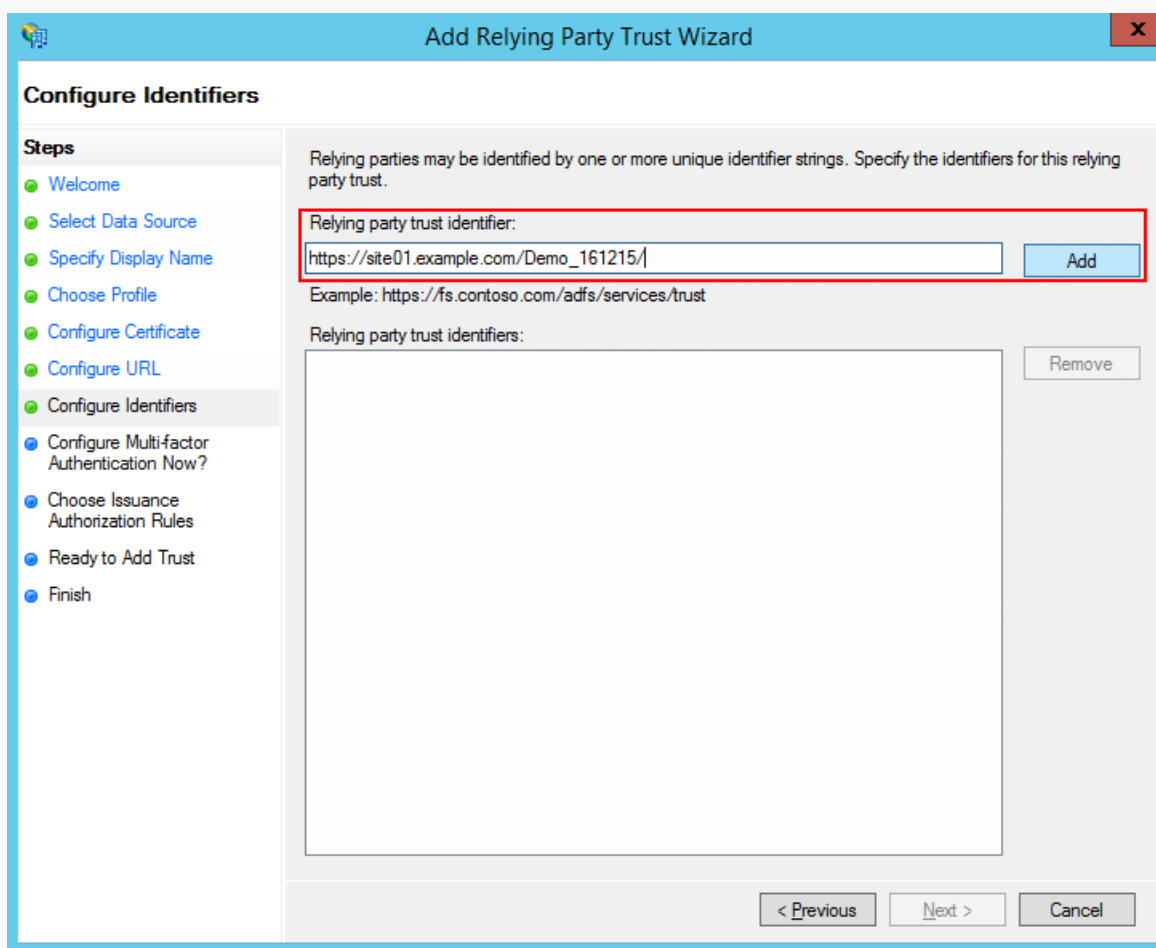 Add Relying Party Trust Wizard
x
Configure Identifiers
Steps
Welcome
Select Data Source
Specify Display Name
Choose Profile
Configure Certificate
Configure URL
Configure Identifiers
Configure Multi-factor
Authentication Now?
Choose Issuance
Authorization Rules
Ready to Add Trust
Finish
Relying parties may be identified by one or more unique identifier strings. Specify the identifiers for this relying
party trust.
Relying party trust identifier:
https://site01.example.com/Demo_161215/
Add
Example: https://fs.contoso.com/adfs/services/trust
Relying party trust identifiers:
Remove
< Previous
Next >
Cancel